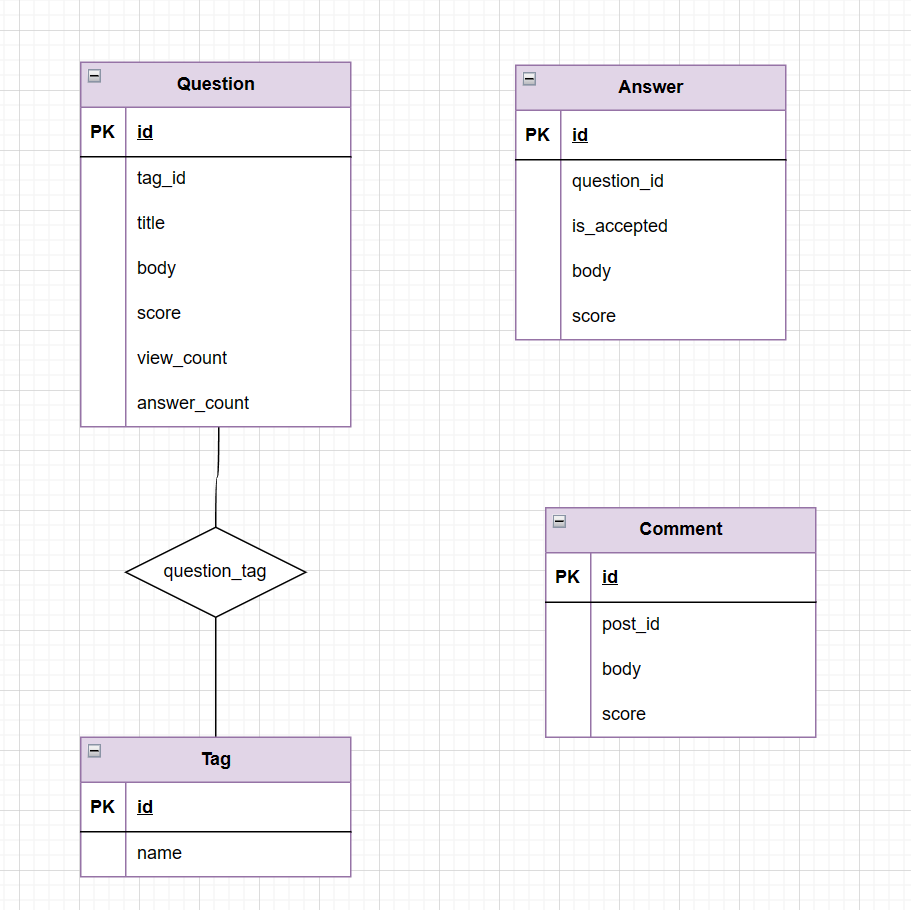 Question
PK id
tag_id
title
body
score
view_count
answer_count
Answer
PK id
question_id
is_accepted
body
score
question_tag
Comment
PK id
post_id
body
score
Tag
PK id
name